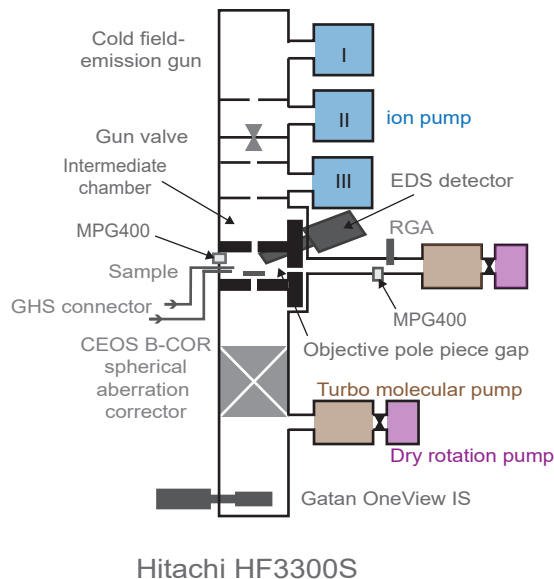 Cold field-
emission gun
I
II
ion pump
Gun valve
Intermediate
chamber
III
EDS detector
MPG400
RGA
Sample
GHS connector
MPG400
CEOS B-COR
spherical
aberration
corrector
Objective pole piece gap
Turbo molecular pump
Dry rotation pump
Gatan OneView IS
Hitachi HF3300S